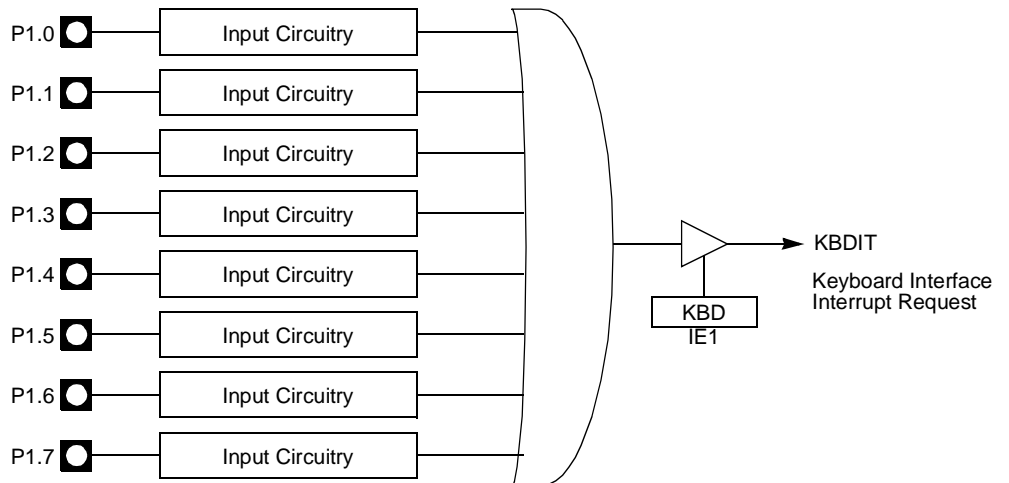 P1.0 Input Circuitry
P1.1 Input Circuitry
P1.2 Input Circuitry
P1.3 Input Circuitry
KBDIT
P1.4 Input Circuitry
Keyboard Interface
Interrupt Request
KBD
IE1
P1.5 Input Circuitry
P1.6 Input Circuitry
P1.7 Input Circuitry